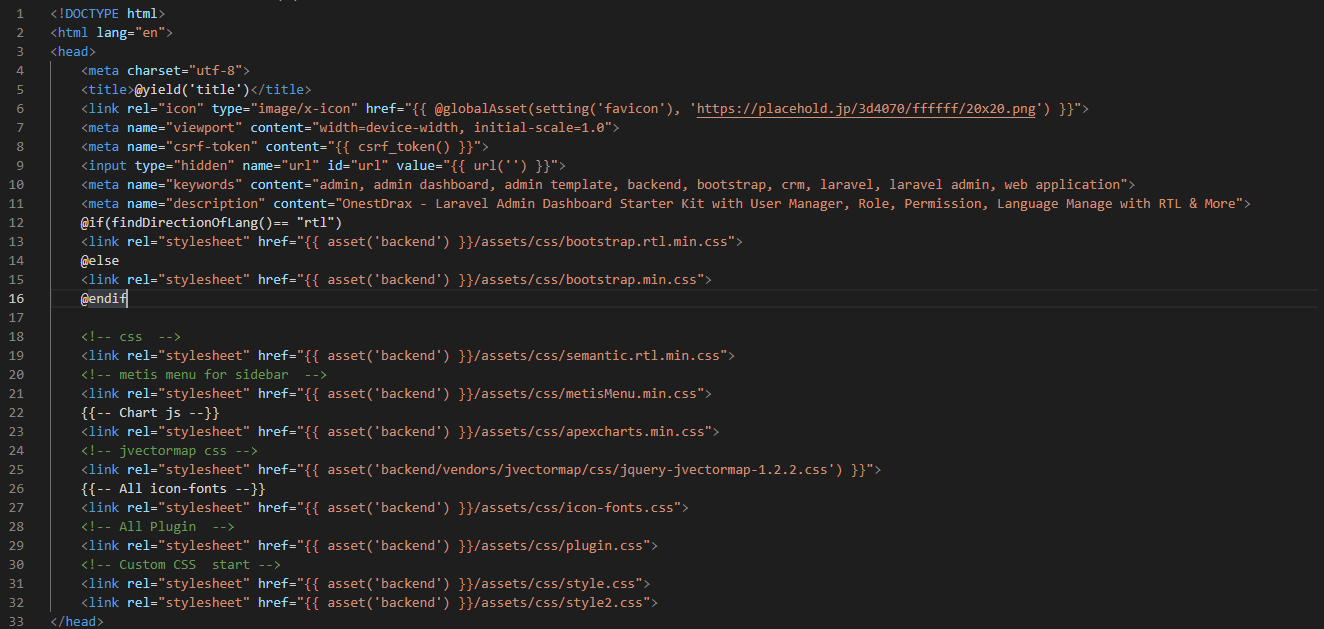 1 <!DOCTYPE html>
2 <html lang="en">
3 <head>
4     <meta charset="utf-8">
5     <title>@yield('title')</title>
6     <link rel="icon" type="image/x-icon" href="{{ @globalAsset(setting('favicon'), 'https://placehold.jp/3d4070/ffffff/20x20.png') }}">
7     <meta name="viewport" content="width=device-width, initial-scale=1.0">
8     <meta name="csrf-token" content="{{ csrf_token() }}">
9     <input type="hidden" name="url" id="url" value="{{ url('') }}">
10     <meta name="keywords" content="admin, admin dashboard, admin template, backend, bootstrap, crm, laravel, laravel admin, web application">
11     <meta name="description" content="OnestDrax - Laravel Admin Dashboard Starter Kit with User Manager, Role, Permission, Language Manage with RTL & More">
12     @if(findDirectionOfLang()== "rtl")
13     <link rel="stylesheet" href="{{ asset('backend') }}/assets/css/bootstrap.rtl.min.css">
14     @else
15     <link rel="stylesheet" href="{{ asset('backend') }}/assets/css/bootstrap.min.css">
16     @endif
17
18     <!-- css  -->
19     <link rel="stylesheet" href="{{ asset('backend') }}/assets/css/semantic.rtl.min.css">
20     <!-- metis menu for sidebar  -->
21     <link rel="stylesheet" href="{{ asset('backend') }}/assets/css/metisMenu.min.css">
22     {{-- Chart js --}}
23     <link rel="stylesheet" href="{{ asset('backend') }}/assets/css/apexcharts.min.css">
24     <!-- jvectormap css -->
25     <link rel="stylesheet" href="{{ asset('backend/vendors/jvectormap/css/jquery-jvectormap-1.2.2.css') }}">
26     {{-- All icon-fonts --}}
27     <link rel="stylesheet" href="{{ asset('backend') }}/assets/css/icon-fonts.css">
28     <!-- All Plugin  -->
29     <link rel="stylesheet" href="{{ asset('backend') }}/assets/css/plugin.css">
30     <!-- Custom CSS  start -->
31     <link rel="stylesheet" href="{{ asset('backend') }}/assets/css/style.css">
32     <link rel="stylesheet" href="{{ asset('backend') }}/assets/css/style2.css">
33 </head>